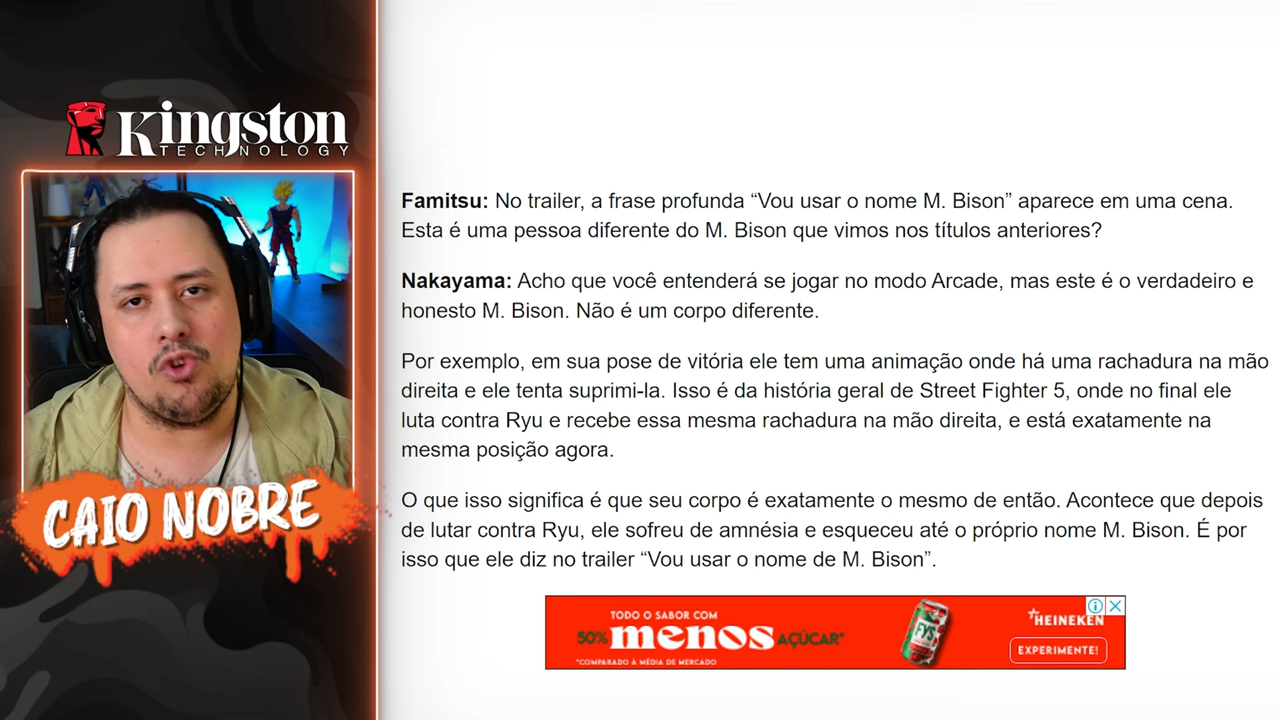 Kingston
TECHNOLOGY
CAIO NOBRE
Famitsu: No trailer, a frase profunda “Vou usar o nome M. Bison” aparece em uma cena.
Esta é uma pessoa diferente do M. Bison que vimos nos títulos anteriores?
Nakayama: Acho que você entenderá se jogar no modo Arcade, mas este é o verdadeiro e
honesto M. Bison. Não é um corpo diferente.
Por exemplo, em sua pose de vitória ele tem uma animação onde há uma rachadura na mão
direita e ele tenta suprimi-la. Isso é da história geral de Street Fighter 5, onde no final ele
luta contra Ryu e recebe essa mesma rachadura na mão direita, e está exatamente na
mesma posição agora.
O que isso significa é que seu corpo é exatamente o mesmo de então. Acontece que depois
de lutar contra Ryu, ele sofreu de amnésia e esqueceu até o próprio nome M. Bison. É por
isso que ele diz no trailer “Vou usar o nome de M. Bison”.
TODO O SABOR COM
50% menos AÇÚCAR*
*COMPARADO À MÉDIA DE MERCADO
FYS
HEINEKEN
EXPERIMENTE!